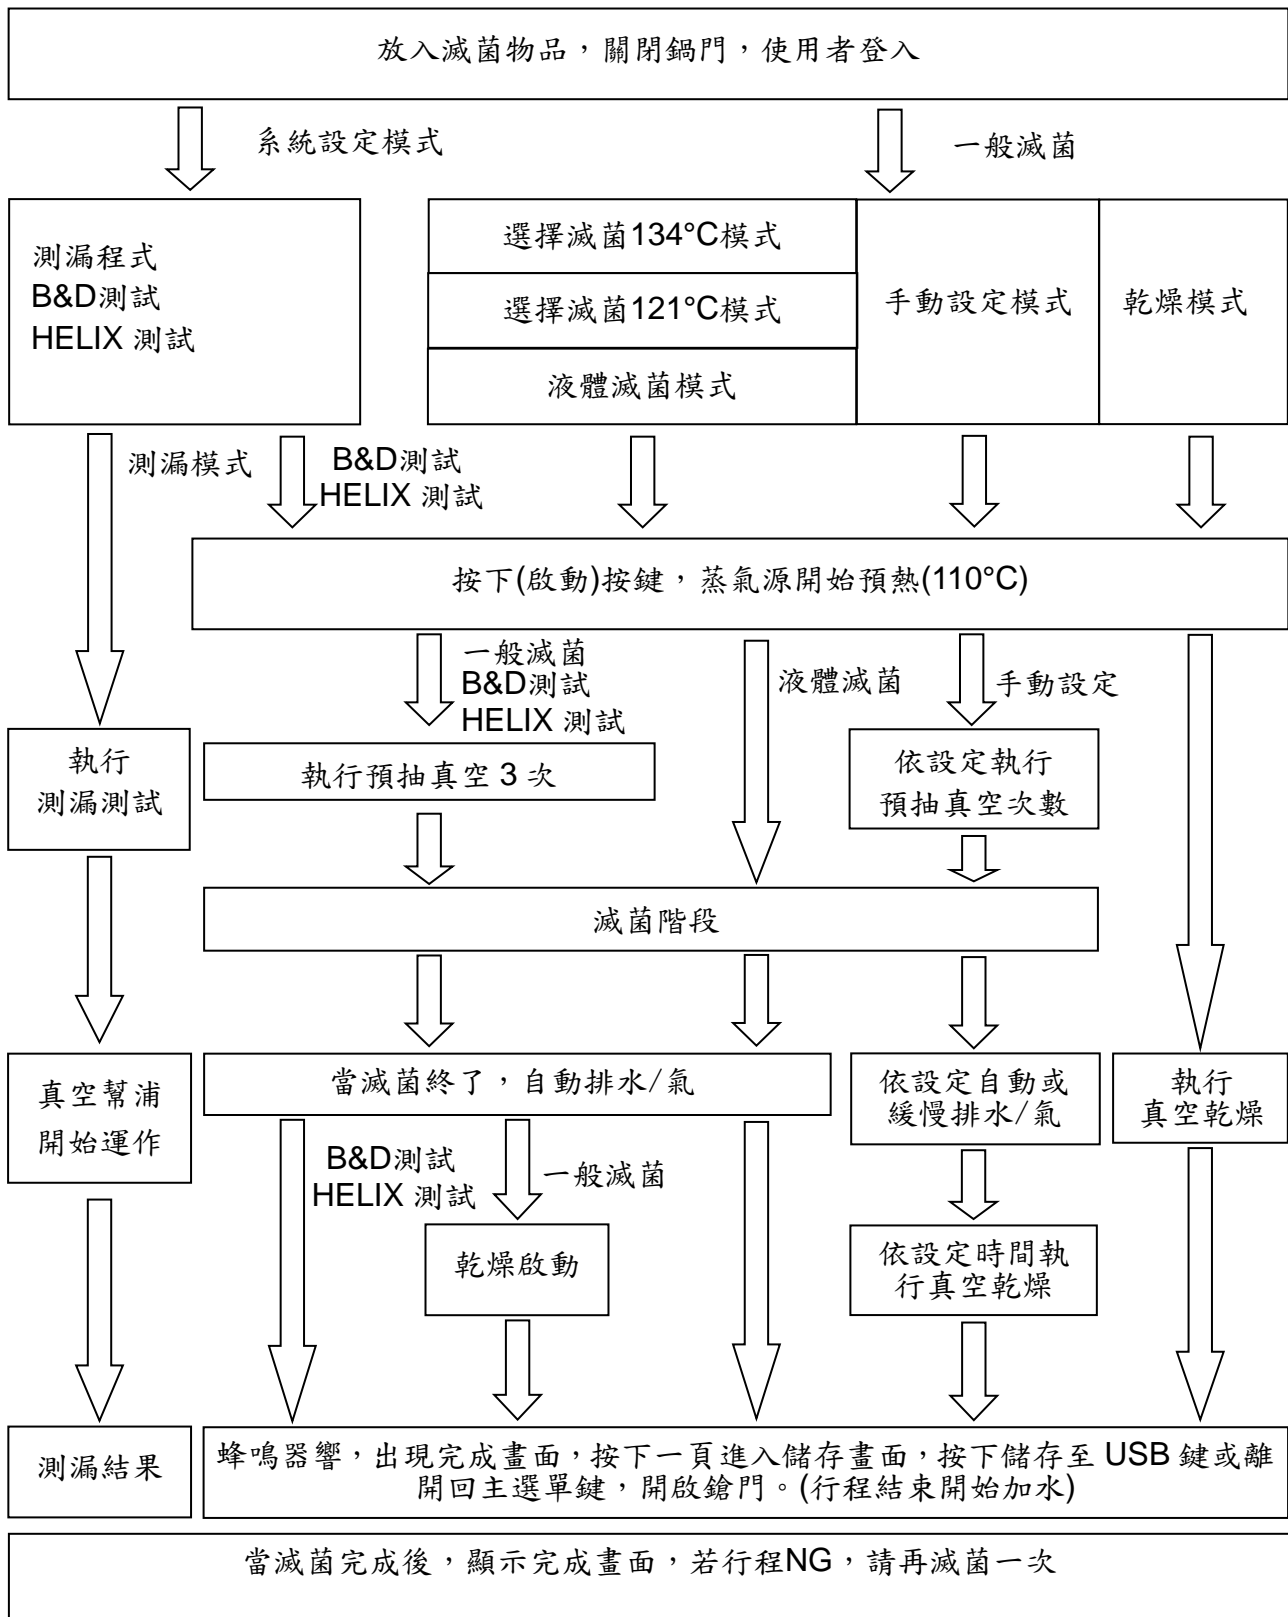 放入滅菌物品，關閉鍋門，使用者登入
系統設定模式
一般滅菌
測漏程式
B&D測試
HELIX 測試
選擇滅菌134°C模式
選擇滅菌121°C模式
液體滅菌模式
手動設定模式
乾燥模式
測漏模式
B&D測試
HELIX 測試
按下(啟動)按鍵，蒸氣源開始預熱(110°C)
一般滅菌
B&D測試
HELIX 測試
液體滅菌
手動設定
執行
測漏測試
執行預抽真空 3 次
依設定執行
預抽真空次數
滅菌階段
真空幫浦
開始運作
當滅菌終了，自動排水/氣
依設定自動或
緩慢排水/氣
執行
真空乾燥
B&D測試
HELIX 測試
一般滅菌
乾燥啟動
依設定時間執
行真空乾燥
測漏結果
蜂鳴器響，出現完成畫面，按下一頁進入儲存畫面，按下儲存至 USB 鍵或離
開回主選單鍵，開啟鎗門。(行程結束開始加水)
當滅菌完成後，顯示完成畫面，若行程NG，請再滅菌一次